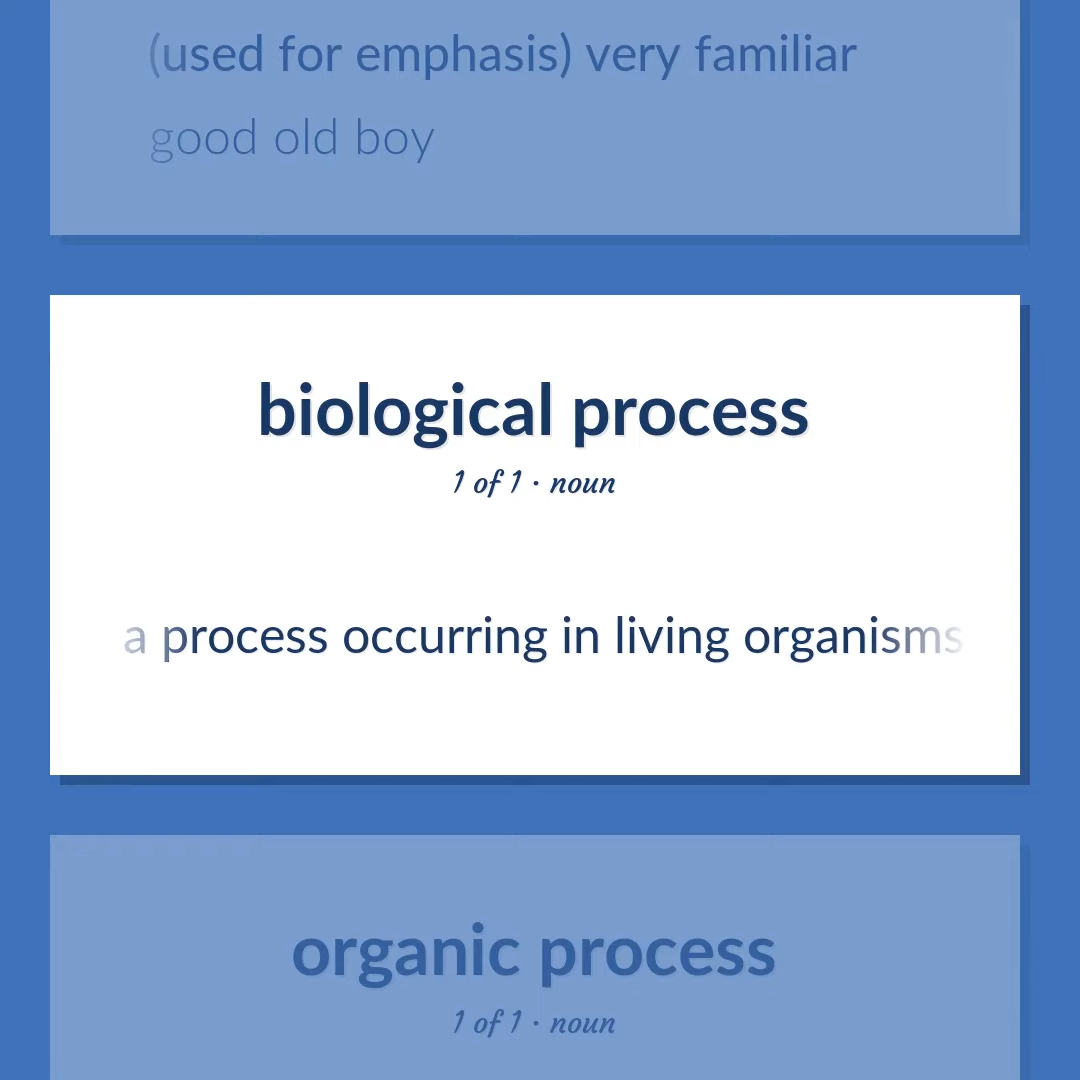 (used for emphasis) very familiar
good old boy
biological process
1 of 1 · noun
a process occurring in living organisms
organic process
1 of 1 · noun